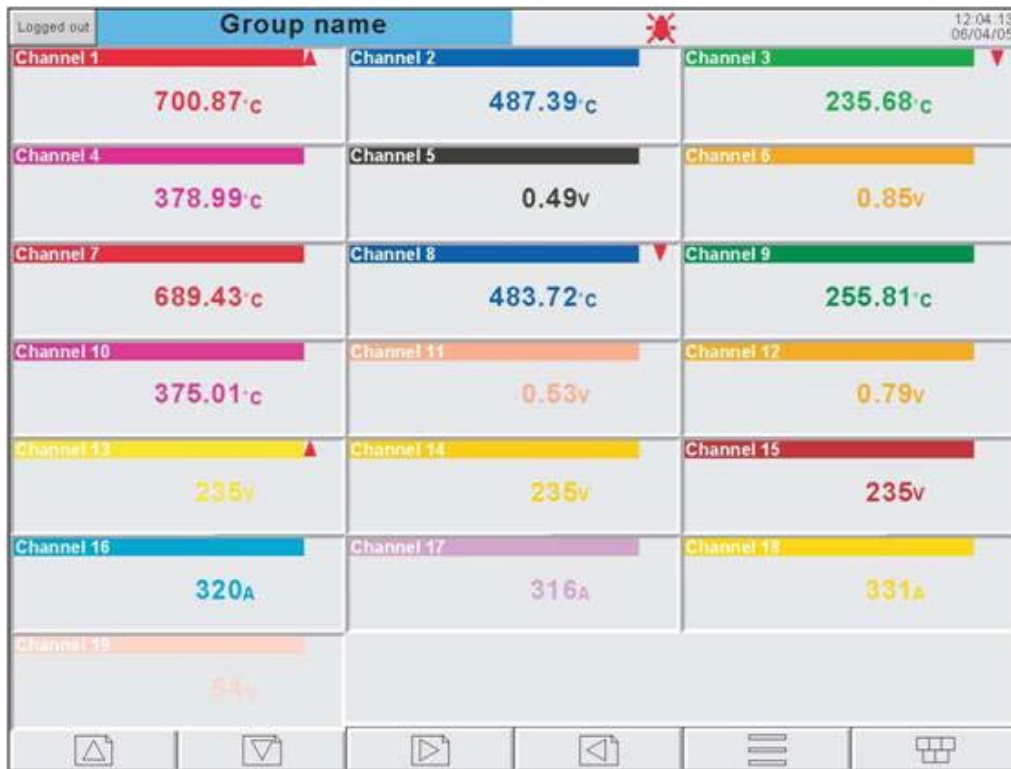 Logged out Group name 12:04:13
06/04/05
Channel 1 Channel 2 Channel 3
700.87°C 487.39°C 235.68°C
Channel 4 Channel 5 Channel 6
378.99°C 0.49V 0.85V
Channel 7 Channel 8 Channel 9
689.43°C 483.72°C 255.81°C
Channel 10 Channel 11 Channel 12
375.01°C 0.53V 0.79V
Channel 13 Channel 14 Channel 15
235V 235V 235V
Channel 16 Channel 17 Channel 18
320A 316A 331A
Channel 19